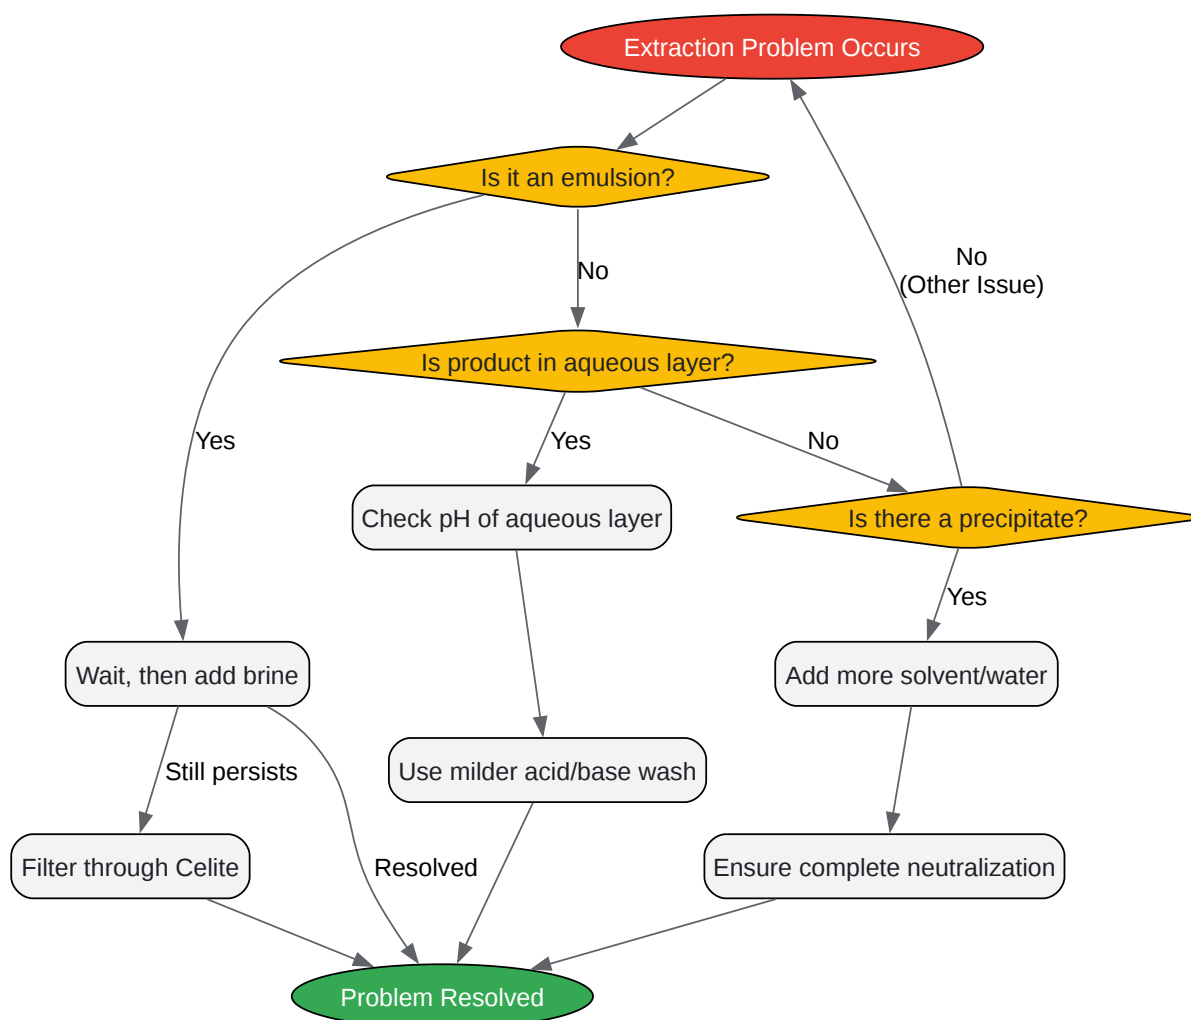 Extraction Problem Occurs
Is it an emulsion?
No
(Other Issue)
No
Is product in aqueous layer?
Yes
Yes
No
Check pH of aqueous layer
Is there a precipitate?
Yes
Wait, then add brine
Add more solvent/water
Still persists
Use milder acid/base wash
Filter through Celite
Resolved
Ensure complete neutralization
Problem Resolved